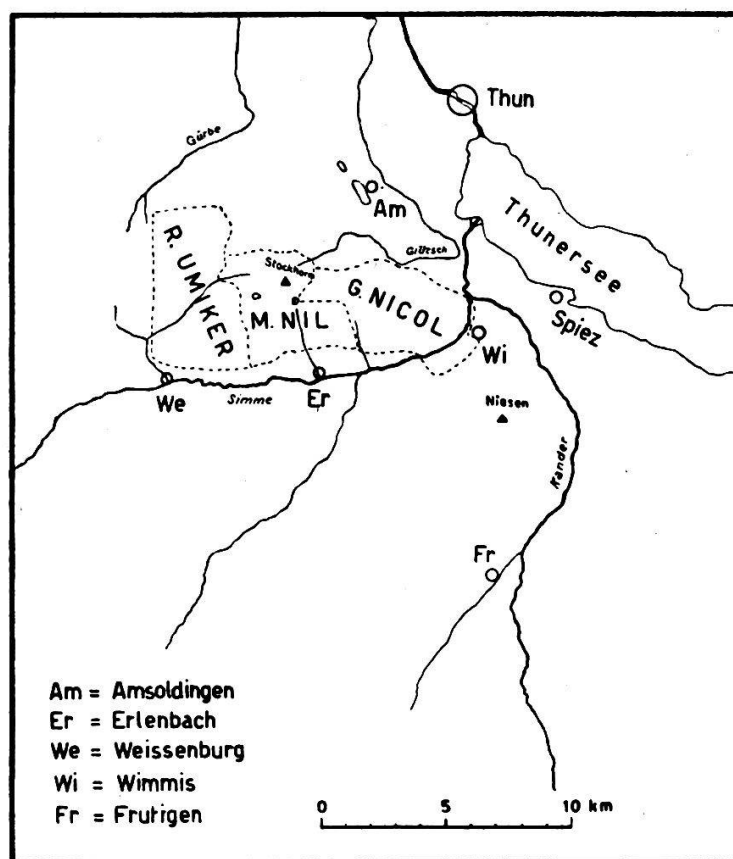 Thun
Gürbe
Am
Thunersee
Glütsch
R. UMIKER
Stockhorn
G. NICOL
M. NIL
Spiez
Wi
We
Simme
Er
Niesen
Kander
Fr
Am = Amsoldingen
Er = Erlenbach
We = Weissenburg
Wi = Wimmis
Fr = Frutigen
0 5 10 km